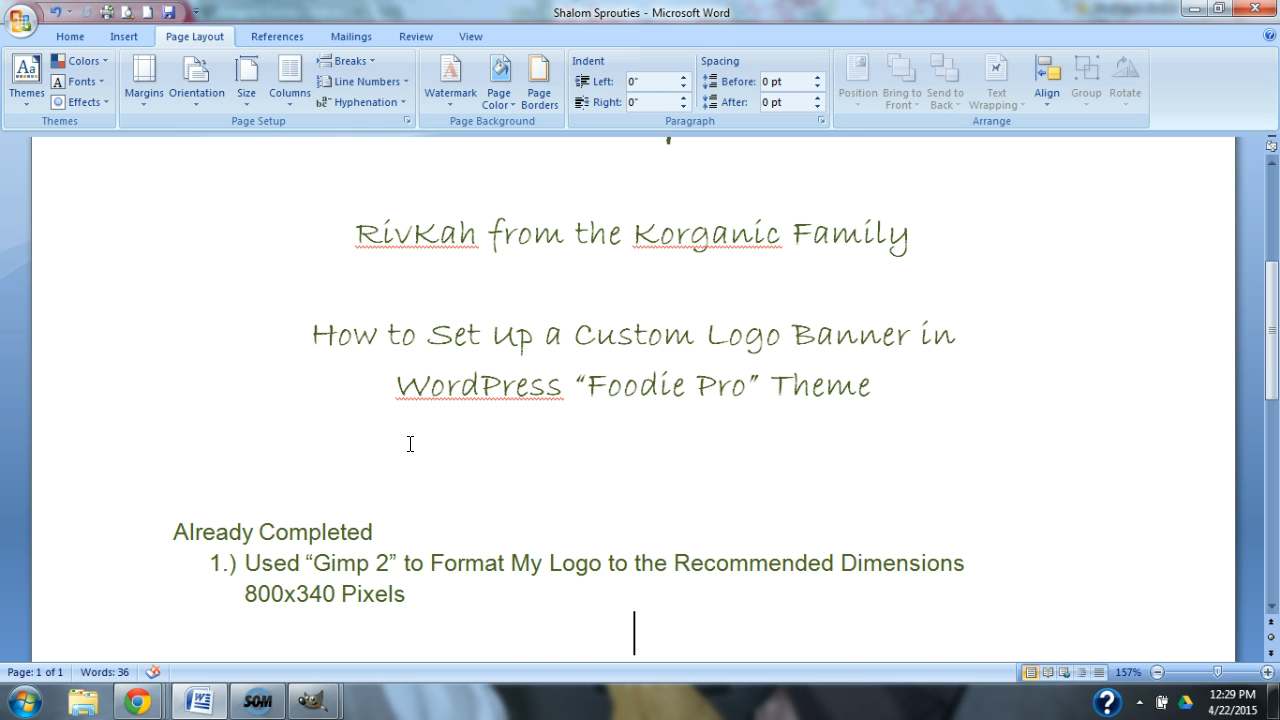 Shalom Sprouties - Microsoft Word
Home Insert Page Layout References Mailings Review View
Themes Colors Fonts Effects Themes
Margins Orientation Size Columns Breaks Line Numbers Hyphenation Page Setup
Watermark Page Color Page Borders Page Background
Indent Left: 0" Right: 0" Spacing Before: 0 pt After: 0 pt Paragraph
Position Bring to Front Send to Back Text Wrapping Align Group Rotate Arrange
RivKah from the Korganic Family
How to Set Up a Custom Logo Banner in
WordPress “Foodie Pro” Theme
Already Completed
1.) Used “Gimp 2” to Format My Logo to the Recommended Dimensions
800x340 Pixels
Page: 1 of 1 Words: 36 157%
SOM 12:29 PM
4/22/2015